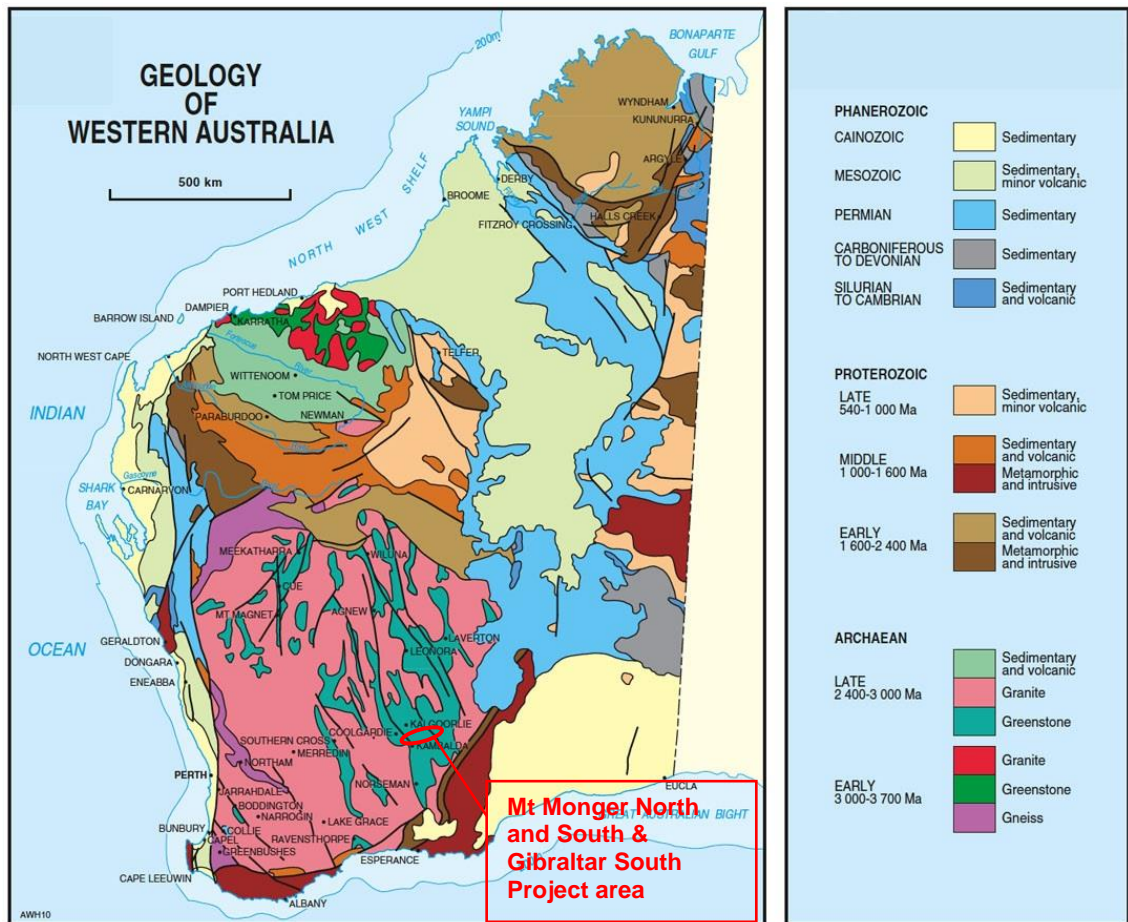 GEOLOGY
OF
WESTERN AUSTRALIA
500 km
200m
BONAPARTE
GULF
WYNDHAM
KUNUNURRA
YAMPI
SOUND
ARGYLE
DERBY
BROOME
HALLS CREEK
FITZROY CROSSING
NORTH WEST SHELF
PORT HEDLAND
DAMPIER
BARROW ISLAND
KARRATHA
NORTH WEST CAPE
Fortescue
River
TELFER
WITTENOOM
TOM PRICE
INDIAN
PARABURDOO
NEWMAN
SHARK
BAY
Gascoyne
CARNARVON
MEEKATHARRA
WILUNA
CUE
MT MAGNET
AGNEW
LAVERTON
LEONORA
GERALDTON
OCEAN
DONGARA
ENEABBA
KALGOORLIE
COOLGARDIE
SOUTHERN CROSS
KAMBALDA
MERREDIN
NORTHAM
PERTH
NORSEMAN
EUCLA
JARRAHDALE
BODDINGTON
NARROGIN
LAKE GRACE
GREAT AUSTRALIAN BIGHT
BUNBURY
COLLIE
CAPEL
RAVENSTHORPE
GREENBUSHES
ESPERANCE
CAPE LEEUWIN
ALBANY
AWH10
Mt Monger North
and South &
Gibraltar South
Project area
PHANEROZOIC
CAINOZOIC Sedimentary
MESOZOIC Sedimentary, minor volcanic
PERMIAN Sedimentary
CARBONIFEROUS
TO DEVONIAN Sedimentary
SILURIAN
TO CAMBRIAN Sedimentary and volcanic
PROTEROZOIC
LATE
540-1 000 Ma Sedimentary, minor volcanic
MIDDLE
1 000-1 600 Ma Sedimentary and volcanic
Metamorphic and intrusive
EARLY
1 600-2 400 Ma Sedimentary and volcanic
Metamorphic and intrusive
ARCHAEAN
LATE
2 400-3 000 Ma Sedimentary and volcanic
Granite
Greenstone
EARLY
3 000-3 700 Ma Granite
Greenstone
Gneiss